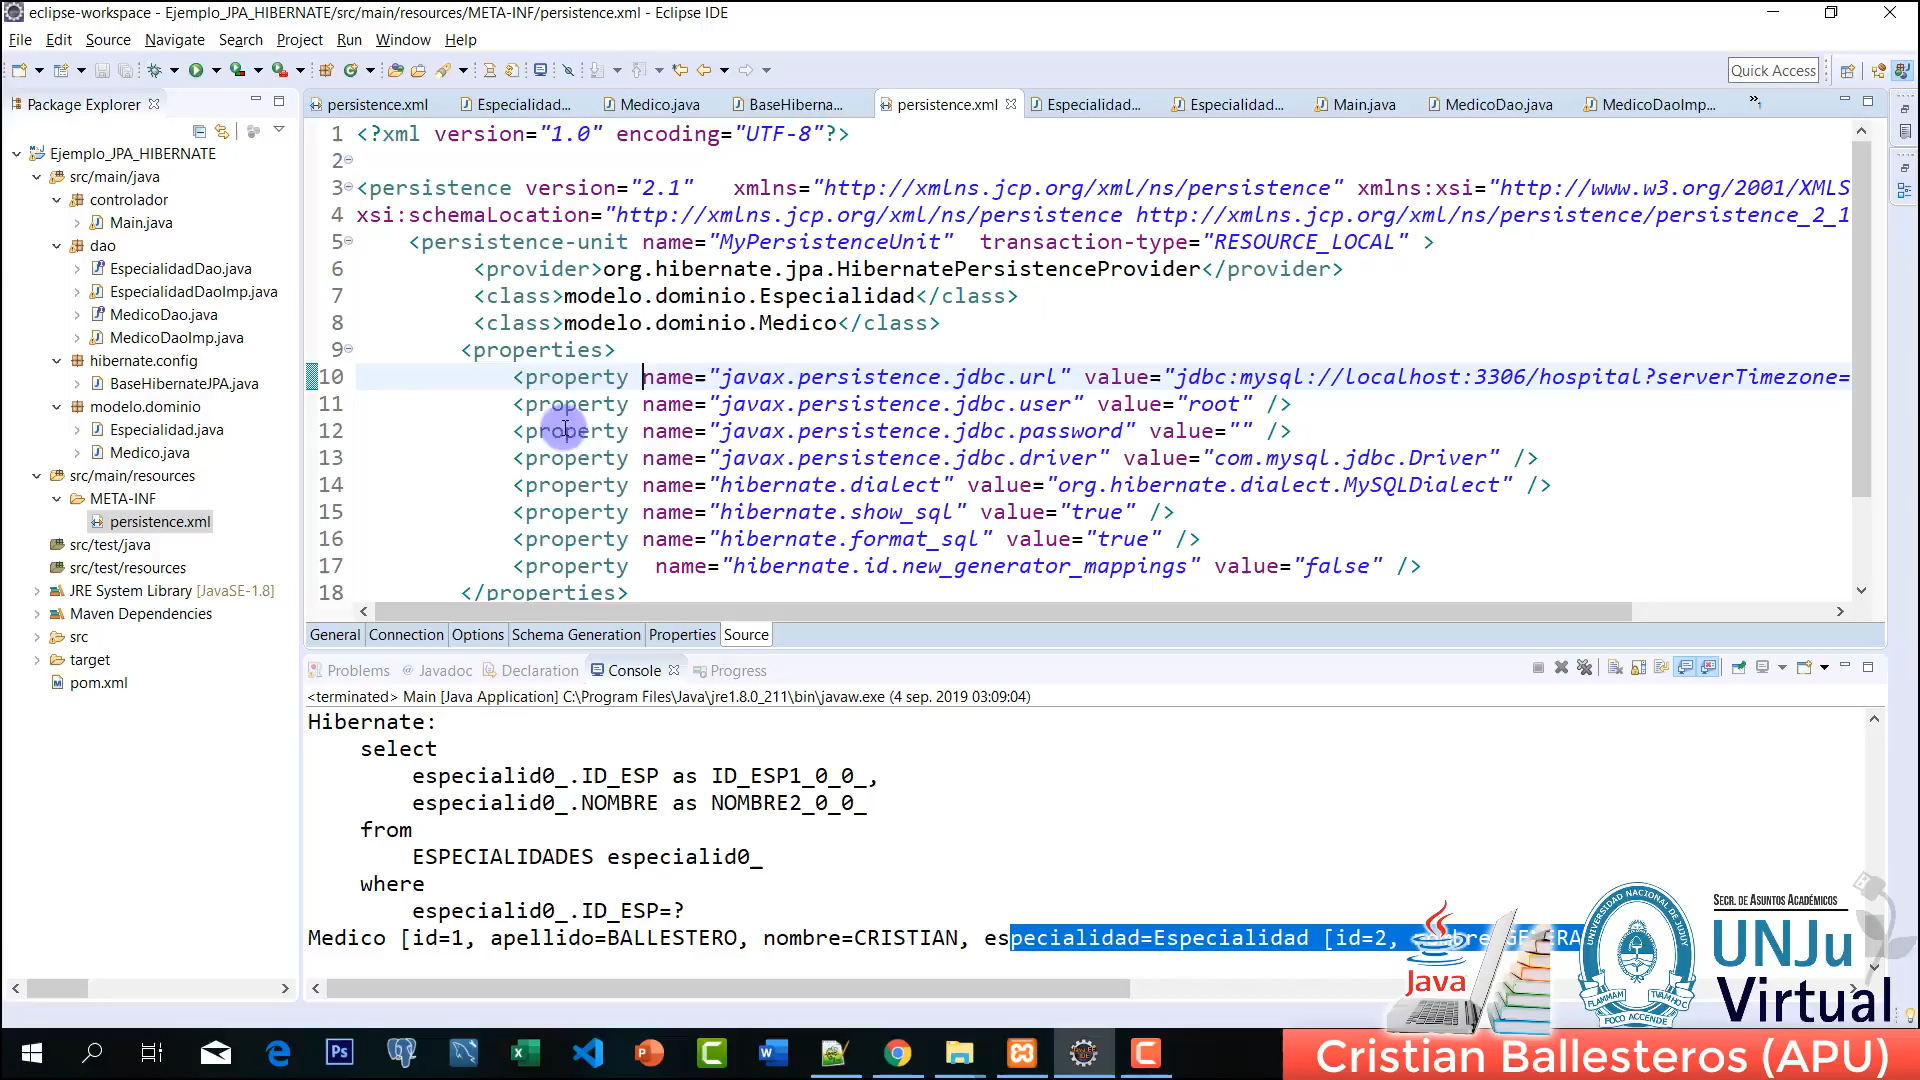 eclipse-workspace - Ejemplo_JPA_HIBERNATE/src/main/resources/META-INF/persistence.xml - Eclipse IDE
File Edit Source Navigate Search Project Run Window Help
Quick Access
Package Explorer
persistence.xml Especialidad... Medico.java BaseHiberna... persistence.xml Especialidad... Especialidad... Main.java MedicoDao.java MedicoDaoImp...
Ejemplo_JPA_HIBERNATE
src/main/java
controlador
Main.java
dao
EspecialidadDao.java
EspecialidadDaoImp.java
MedicoDao.java
MedicoDaoImp.java
hibernate.config
BaseHibernateJPA.java
modelo.dominio
Especialidad.java
Medico.java
src/main/resources
META-INF
persistence.xml
src/test/java
src/test/resources
JRE System Library [JavaSE-1.8]
Maven Dependencies
src
target
pom.xml
1 <?xml version="1.0" encoding="UTF-8"?>
2
3 <persistence version="2.1" xmlns="http://xmlns.jcp.org/xml/ns/persistence" xmlns:xsi="http://www.w3.org/2001/XMLS
4 xsi:schemaLocation="http://xmlns.jcp.org/xml/ns/persistence http://xmlns.jcp.org/xml/ns/persistence/persistence_2_1
5 <persistence-unit name="MyPersistenceUnit" transaction-type="RESOURCE_LOCAL" >
6 <provider>org.hibernate.jpa.HibernatePersistenceProvider</provider>
7 <class>modelo.dominio.Especialidad</class>
8 <class>modelo.dominio.Medico</class>
9 <properties>
10 <property name="javax.persistence.jdbc.url" value="jdbc:mysql://localhost:3306/hospital?serverTimezone=
11 <property name="javax.persistence.jdbc.user" value="root" />
12 <property name="javax.persistence.jdbc.password" value="" />
13 <property name="javax.persistence.jdbc.driver" value="com.mysql.jdbc.Driver" />
14 <property name="hibernate.dialect" value="org.hibernate.dialect.MySQLDialect" />
15 <property name="hibernate.show_sql" value="true" />
16 <property name="hibernate.format_sql" value="true" />
17 <property name="hibernate.id.new_generator_mappings" value="false" />
18 </properties>
General Connection Options Schema Generation Properties Source
Problems Javadoc Declaration Console Progress
<terminated> Main [Java Application] C:\Program Files\Java\jre1.8.0_211\bin\javaw.exe (4 sep. 2019 03:09:04)
Hibernate:
select
especialid0_.ID_ESP as ID_ESP1_0_0_,
especialid0_.NOMBRE as NOMBRE2_0_0_
from
ESPECIALIDADES especialid0_
where
especialid0_.ID_ESP=?
Medico [id=1, apellido=BALLESTERO, nombre=CRISTIAN, especialidad=Especialidad [id=2,
Java
UNIVERSIDAD NACIONAL DE JUJUY
FOCO ACCENDE
Secr. de Asuntos Académicos
UNJu
Virtual
Cristian Ballesteros (APU)